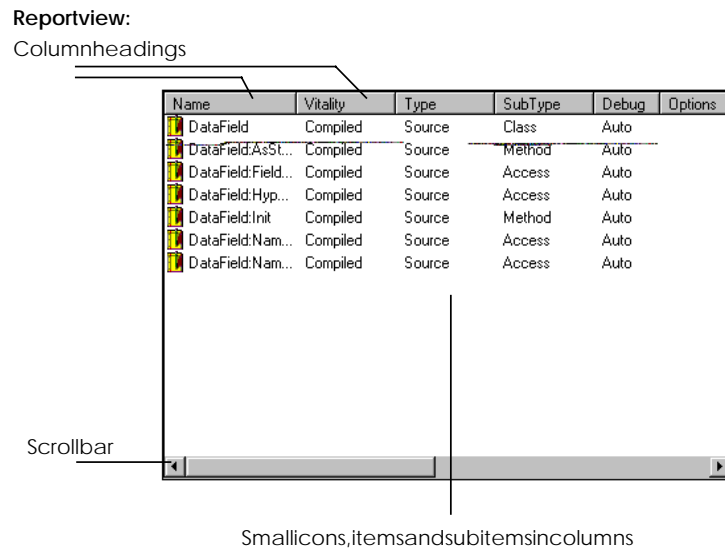 Reportview:
Columnheadings
Name Vitality Type SubType Debug Options
DataField Compiled Source Class Auto
DataField:AsSt... Compiled Source Method Auto
DataField:Field... Compiled Source Access Auto
DataField:Hyp... Compiled Source Access Auto
DataField:Init Compiled Source Method Auto
DataField:Nam... Compiled Source Access Auto
DataField:Nam... Compiled Source Access Auto
Scrollbar
Smallicons,itemsandsubitemsincolumns